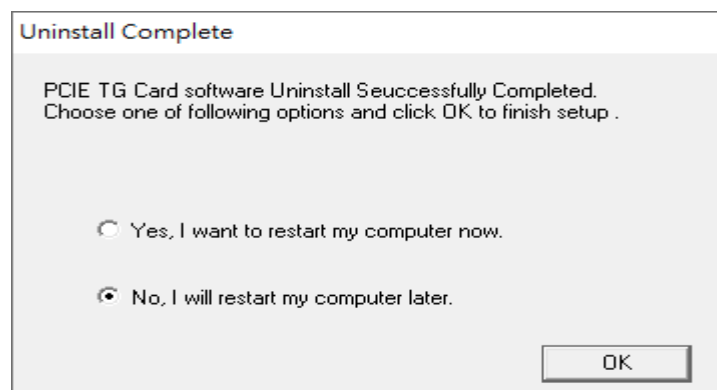 Uninstall Complete
PCIE TG Card software Uninstall Seuccessfully Completed.
Choose one of following options and click OK to finish setup .
Yes, I want to restart my computer now.
No, I will restart my computer later.
OK